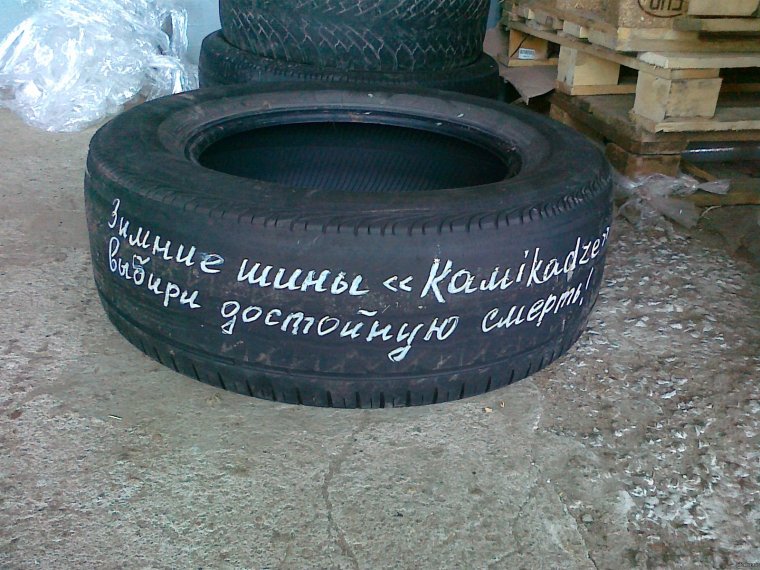 Зимние шины «Kamikadze»
выбири достойную смерть!